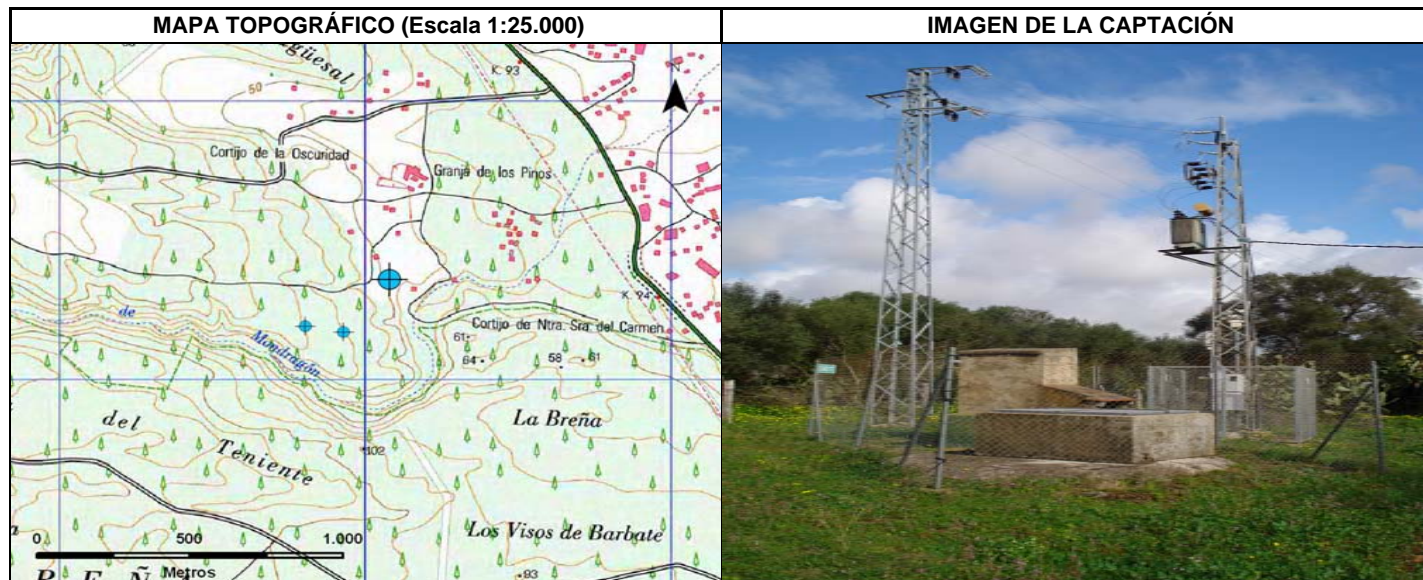 MAPA TOPOGRÁFICO (Escala 1:25.000)
IMAGEN DE LA CAPTACIÓN
K. 93
N
50
Cortijo de la Oscuridad
Granja de los Pinos
K. 94
de
Mondragón
Cortijo de Ntra. Sra. del Carmen
61
64
58
61
del
Teniente
La Breña
102
Los Visos de Barbate
0
500
1.000
Metros
93